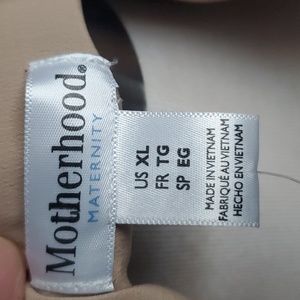 Motherhood.
MATERNITY
US XL
FR TG
SP EG
MADE IN VIETNAM
FABRIQUÉ AU VIETNAM
HECHO EN VIETNAM